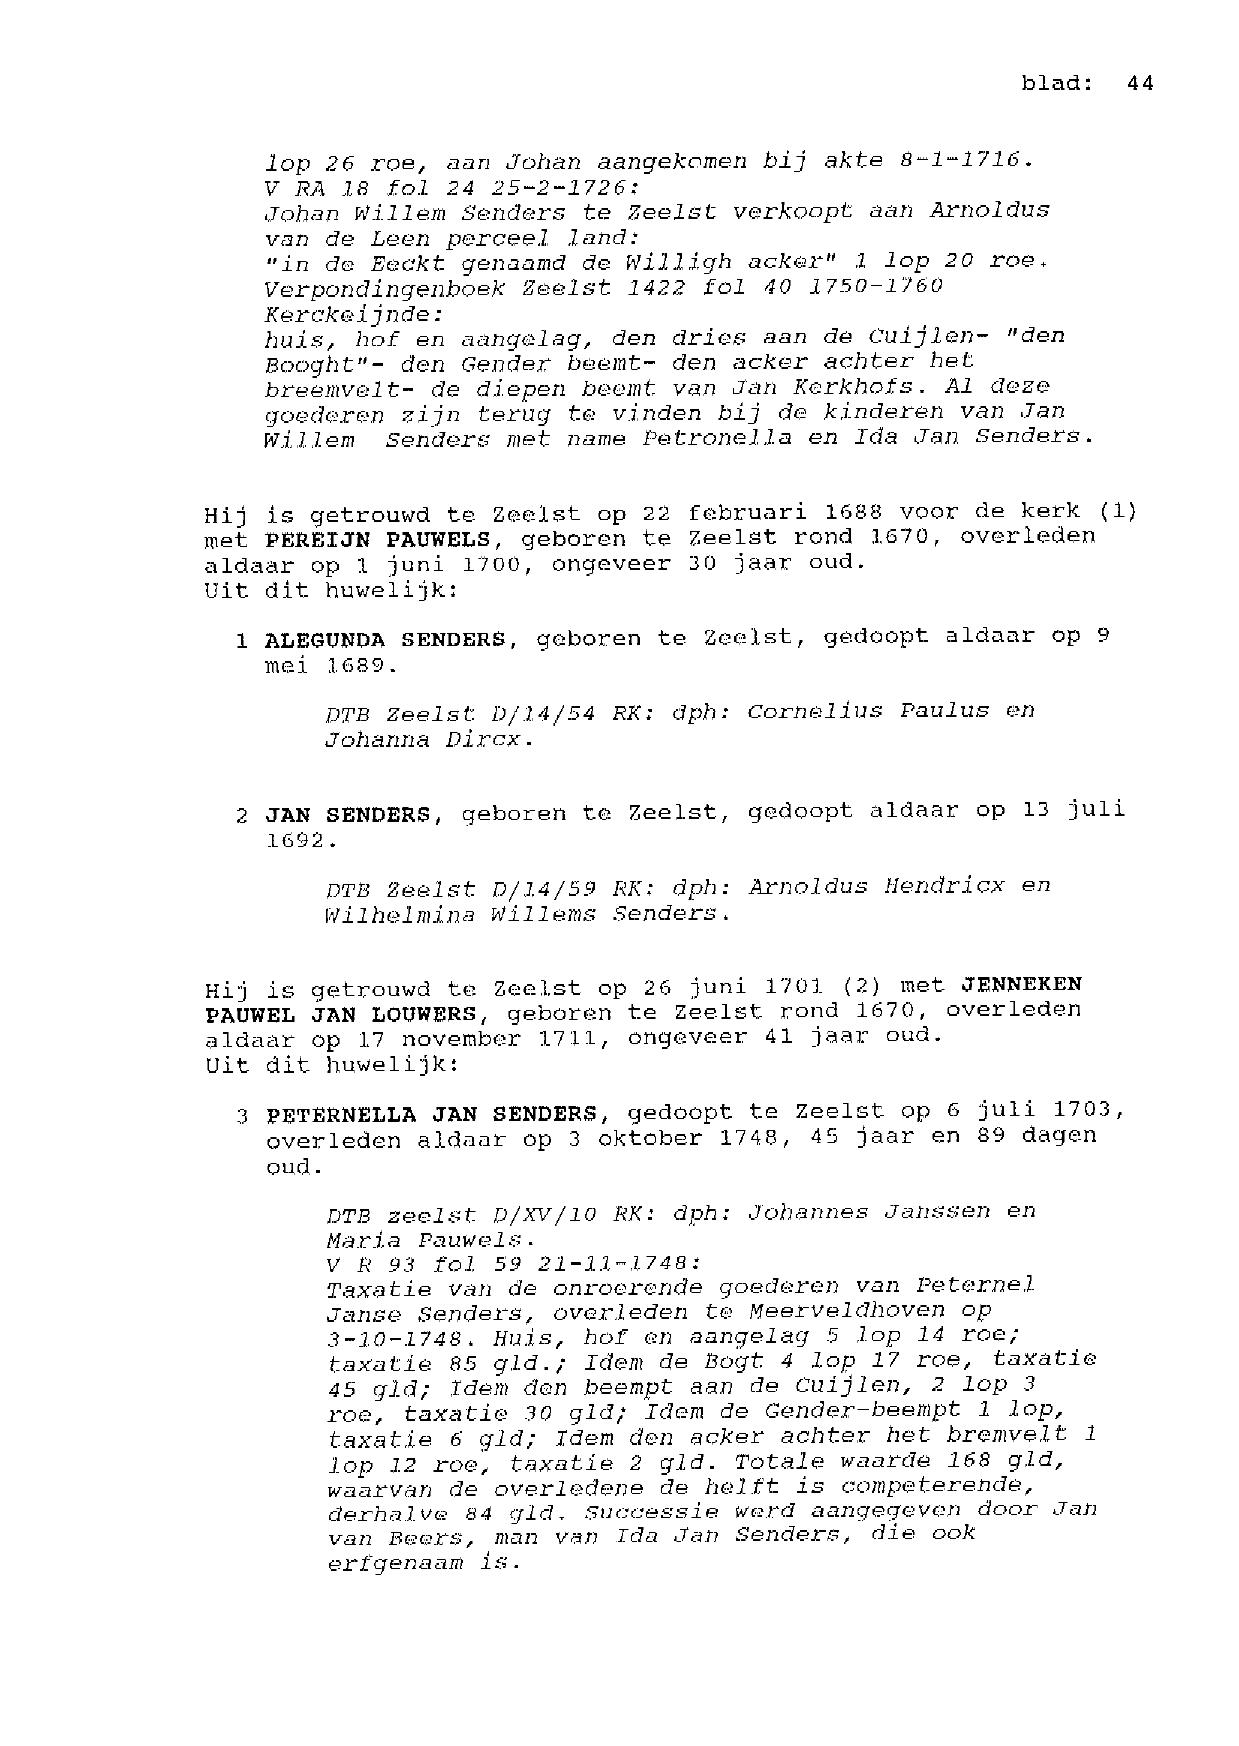 blad: 44
lop 26 roe, aan Johan aangekomen bij akte 8-1-1716.
V RA 18 fol 24 25-2-1726:
Johan Willem Senders te Zeelst verkoopt aan Arnoldus
van de Leen perceel land:
"in de Eeckt genaamd de Willigh acker" 1 lop 20 roe.
Verpondingenboek Zeelst 1422 fol 40 1750-1760
Kerckeijnde:
huis, hof en aangelag, den dries aan de Cuijlen- "den
Booght"- den Gender beemt- den acker achter het
breemvelt- de diepen beemt van Jan Kerkhofs. Al deze
goederen zijn terug te vinden bij de kinderen van Jan
Willem Senders met name Petronella en Ida Jan Senders.
Hij is getrouwd te Zeelst op 22 februari 1688 voor de kerk (1)
met PEREIJN PAUWELS, geboren te Zeelst rond 1670, overleden
aldaar op 1 juni 1700, ongeveer 30 jaar oud.
Uit dit huwelijk:
1 ALEGUNDA SENDERS, geboren te Zeelst, gedoopt aldaar op 9
mei 1689.
DTB Zeelst D/14/54 RK: dph: Cornelius Paulus en
Johanna Dircx.
2 JAN SENDERS, geboren te Zeelst, gedoopt aldaar op 13 juli
1692.
DTB Zeelst D/14/59 RK: dph: Arnoldus Hendricx en
Wilhelmina Willems Senders.
Hij is getrouwd te Zeelst op 26 juni 1701 (2) met JENNEKEN
PAUWEL JAN LOUWERS, geboren te Zeelst rond 1670, overleden
aldaar op 17 november 1711, ongeveer 41 jaar oud.
Uit dit huwelijk:
3 PETERNELLA JAN SENDERS, gedoopt te Zeelst op 6 juli 1703,
overleden aldaar op 3 oktober 1748, 45 jaar en 89 dagen
oud.
DTB zeelst D/XV/10 RK: dph: Johannes Janssen en
Maria Pauwels.
V R 93 fol 59 21-11-1748:
Taxatie van de onroerende goederen van Peternel
Janse Senders, overleden te Meerveldhoven op
3-10-1748. Huis, hof en aangelag 5 lop 14 roe;
taxatie 85 gld.; Idem de Bogt 4 lop 17 roe, taxatie
45 gld; Idem den beempt aan de Cuijlen, 2 lop 3
roe, taxatie 30 gld; Idem de Gender-beempt 1 lop,
taxatie 6 gld; Idem den acker achter het bremvelt 1
lop 12 roe, taxatie 2 gld. Totale waarde 168 gld,
waarvan de overledene de helft is competerende,
derhalve 84 gld. Successie werd aangegeven door Jan
van Beers, man van Ida Jan Senders, die ook
erfgenaam is.